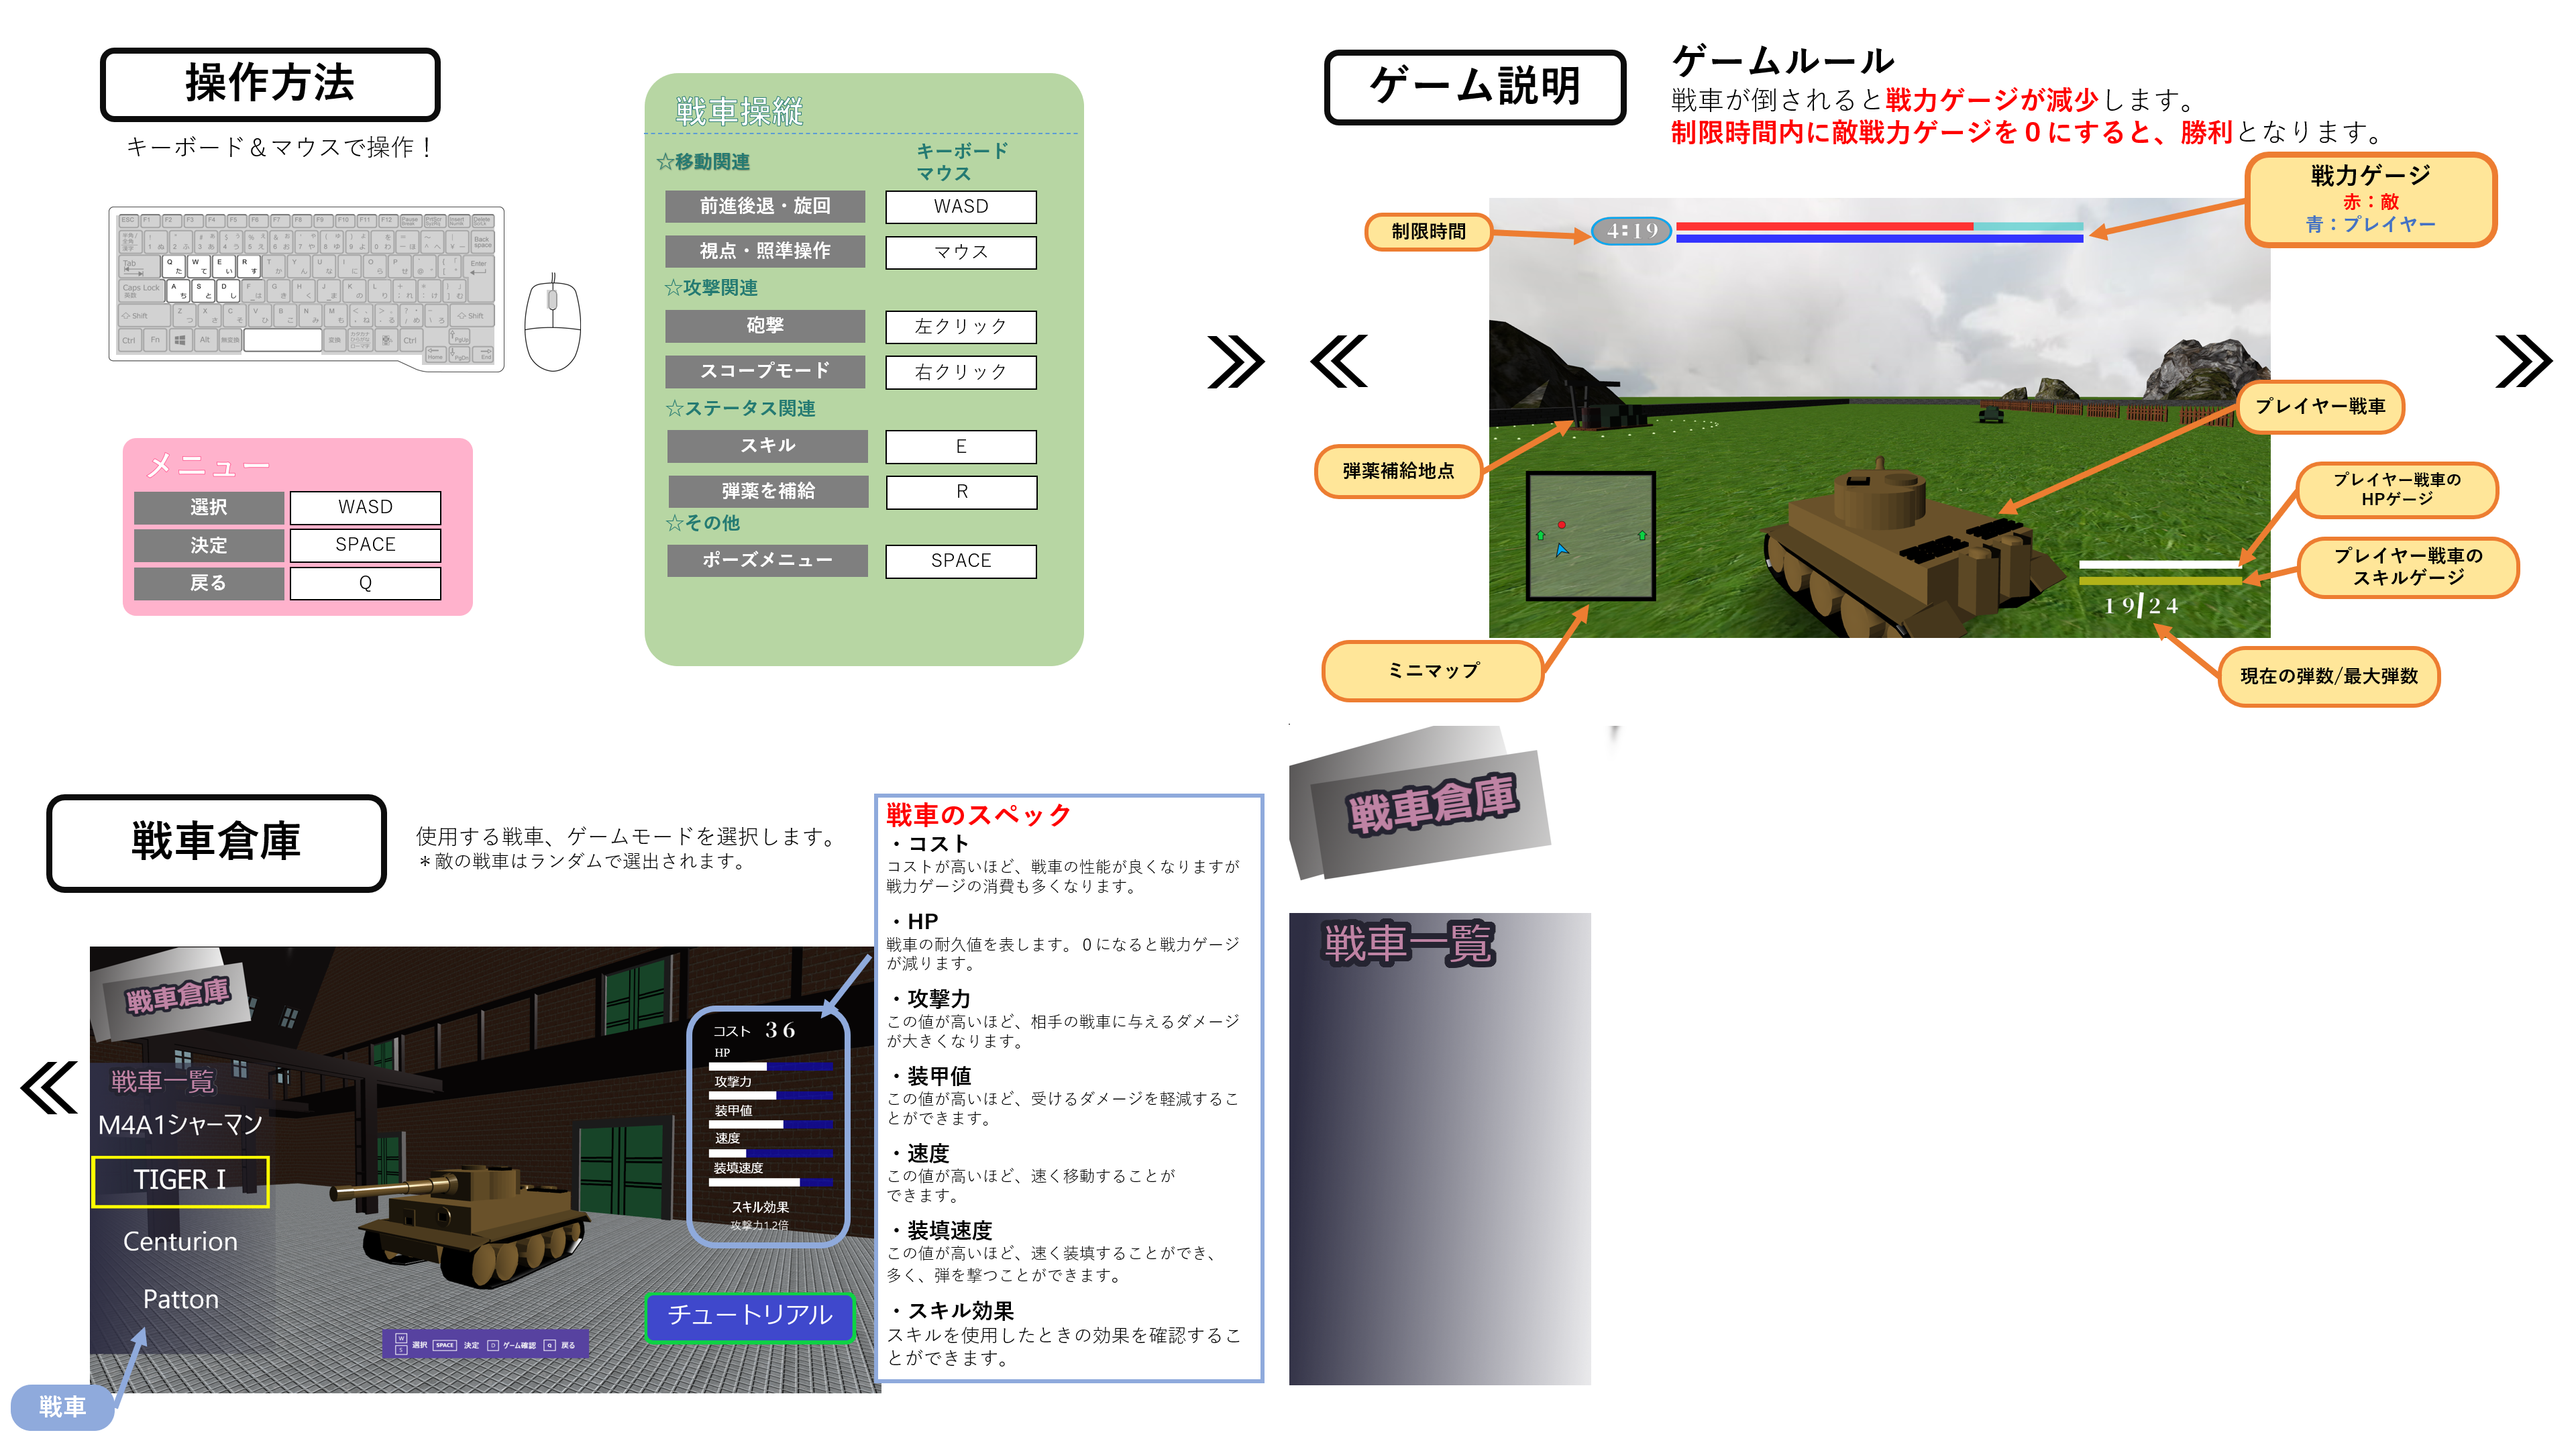 操作方法
キーボード＆マウスで操作！
メニュー
選択 WASD
決定 SPACE
戻る Q
戦車操縦
☆移動関連 キーボード
マウス
前進後退・旋回 WASD
視点・照準操作 マウス
☆攻撃関連
砲撃 左クリック
スコープモード 右クリック
☆ステータス関連
スキル E
弾薬を補給 R
☆その他
ポーズメニュー SPACE
ゲーム説明
ゲームルール
戦車が倒されると戦力ゲージが減少します。
制限時間内に敵戦力ゲージを０にすると、勝利となります。
制限時間
4:19
戦力ゲージ
赤：敵
青：プレイヤー
プレイヤー戦車
弾薬補給地点
プレイヤー戦車の
HPゲージ
プレイヤー戦車の
スキルゲージ
19/24
ミニマップ
現在の弾数/最大弾数
戦車倉庫
使用する戦車、ゲームモードを選択します。
＊敵の戦車はランダムで選出されます。
戦車倉庫
戦車一覧
M4A1シャーマン
TIGER I
Centurion
Patton
コスト 36
HP
攻撃力
装甲値
速度
装填速度
スキル効果
攻撃力1.2倍
チュートリアル
W S 選択 SPACE 決定 D ゲーム確認 Q 戻る
戦車
戦車のスペック
・コスト
コストが高いほど、戦車の性能が良くなりますが
戦力ゲージの消費も多くなります。
・HP
戦車の耐久値を表します。０になると戦力ゲージ
が減ります。
・攻撃力
この値が高いほど、相手の戦車に与えるダメージ
が大きくなります。
・装甲値
この値が高いほど、受けるダメージを軽減するこ
とができます。
・速度
この値が高いほど、速く移動することが
できます。
・装填速度
この値が高いほど、速く装填することができ、
多く、弾を撃つことができます。
・スキル効果
スキルを使用したときの効果を確認するこ
とができます。
戦車倉庫
戦車一覧